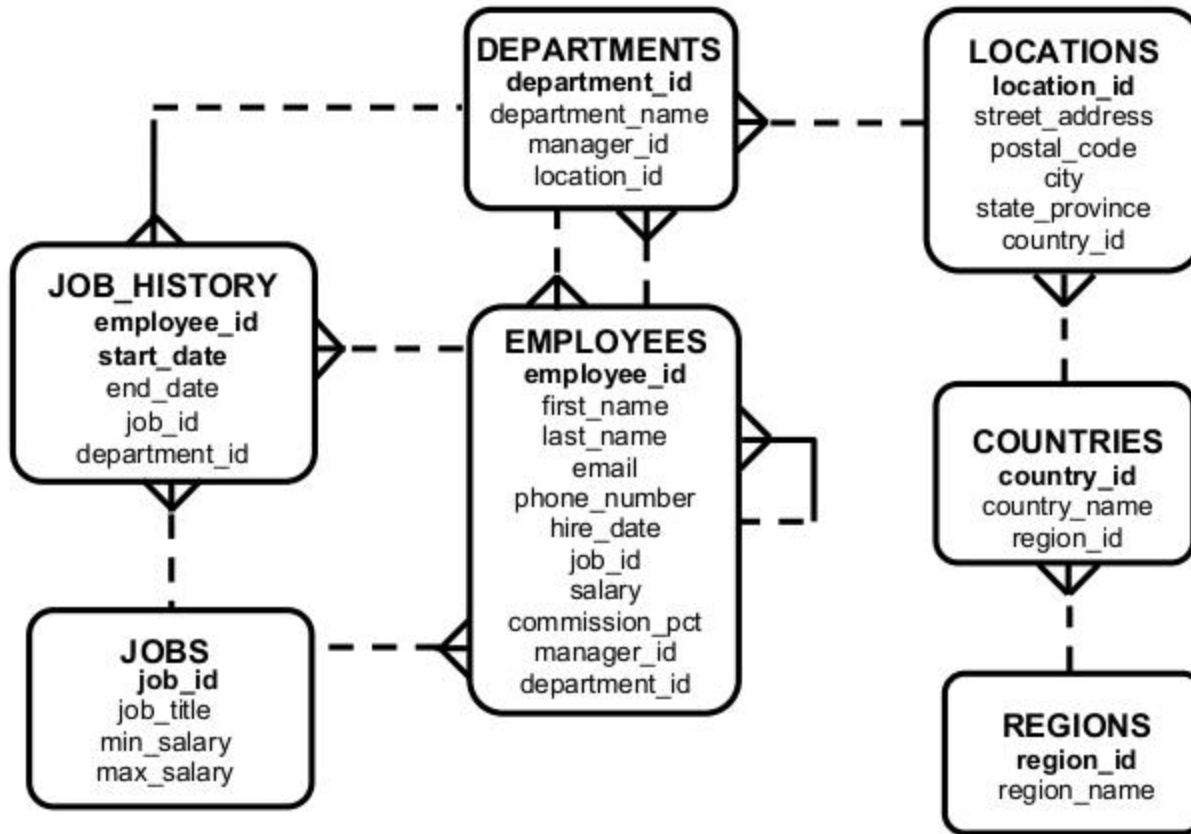 DEPARTMENTS
department_id
department_name
manager_id
location_id
LOCATIONS
location_id
street_address
postal_code
city
state_province
country_id
JOB_HISTORY
employee_id
start_date
end_date
job_id
department_id
EMPLOYEES
employee_id
first_name
last_name
email
phone_number
hire_date
job_id
salary
commission_pct
manager_id
department_id
COUNTRIES
country_id
country_name
region_id
JOBS
job_id
job_title
min_salary
max_salary
REGIONS
region_id
region_name